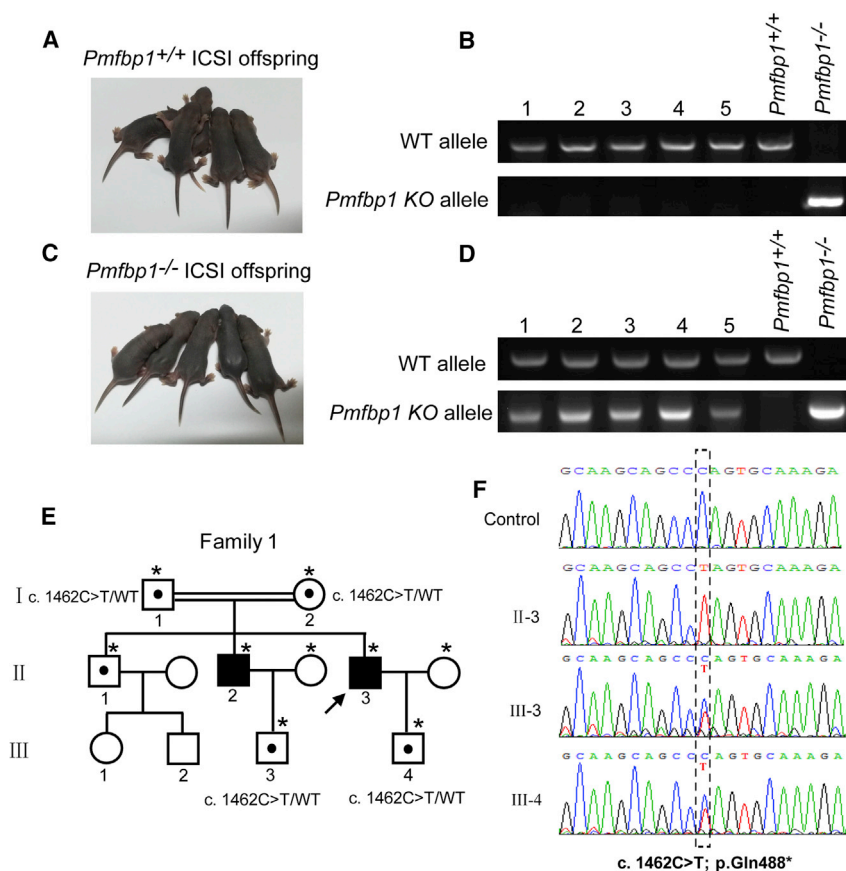 A
Pmfbp1+/+ ICSI offspring
B
1 2 3 4 5 Pmfbp1+/+ Pmfbp1-/-
WT allele
Pmfbp1 KO allele
C
Pmfbp1-/- ICSI offspring
D
1 2 3 4 5 Pmfbp1+/+ Pmfbp1-/-
WT allele
Pmfbp1 KO allele
E
Family 1
I c. 1462C>T/WT * * c. 1462C>T/WT
1 2
II * * * * *
1 2 3
III * *
1 2 3 4
c. 1462C>T/WT c. 1462C>T/WT
F
GCAAGCAGCCCAGTGCAAAGA
Control
GCAAGCAGCCTAGTGCAAAGA
II-3
GCAAGCAGCCCAGTGCAAAGA
T
III-3
GCAAGCAGCCCAGTGCAAAGA
T
III-4
c. 1462C>T; p.Gln488*